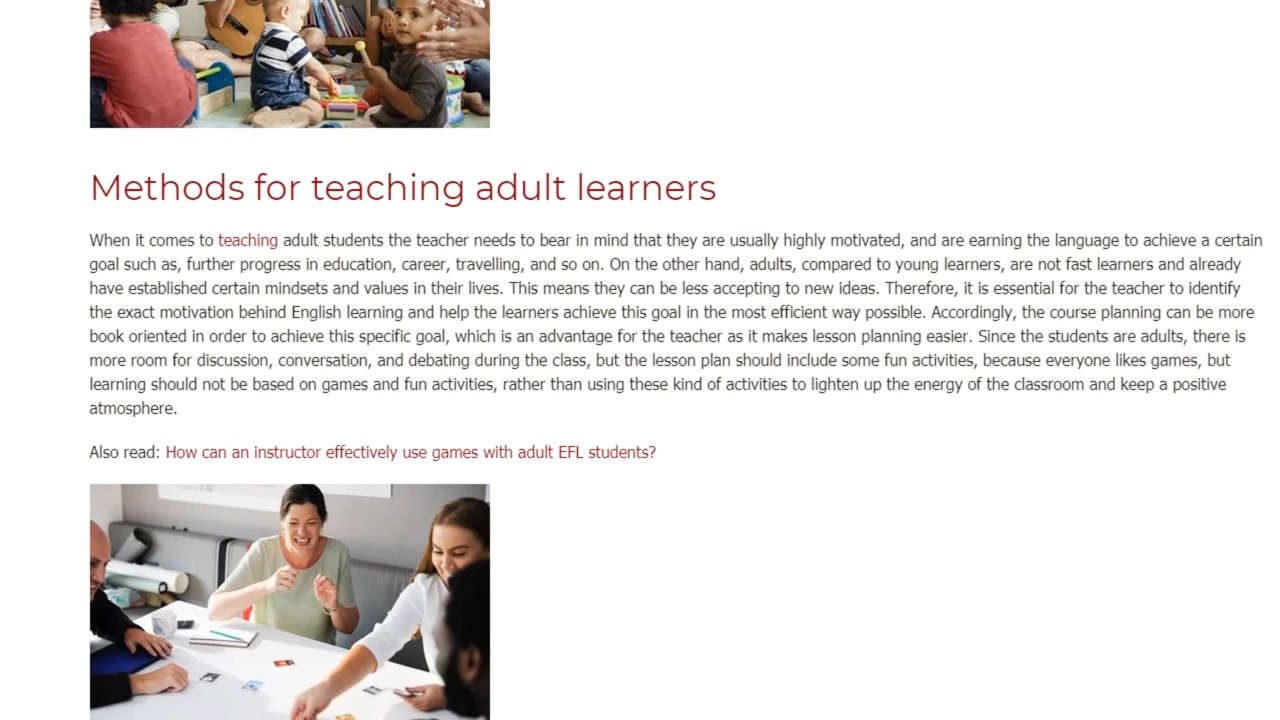 Methods for teaching adult learners
When it comes to teaching adult students the teacher needs to bear in mind that they are usually highly motivated, and are earning the language to achieve a certain
goal such as, further progress in education, career, travelling, and so on. On the other hand, adults, compared to young learners, are not fast learners and already
have established certain mindsets and values in their lives. This means they can be less accepting to new ideas. Therefore, it is essential for the teacher to identify
the exact motivation behind English learning and help the learners achieve this goal in the most efficient way possible. Accordingly, the course planning can be more
book oriented in order to achieve this specific goal, which is an advantage for the teacher as it makes lesson planning easier. Since the students are adults, there is
more room for discussion, conversation, and debating during the class, but the lesson plan should include some fun activities, because everyone likes games, but
learning should not be based on games and fun activities, rather than using these kind of activities to lighten up the energy of the classroom and keep a positive
atmosphere.
Also read: How can an instructor effectively use games with adult EFL students?